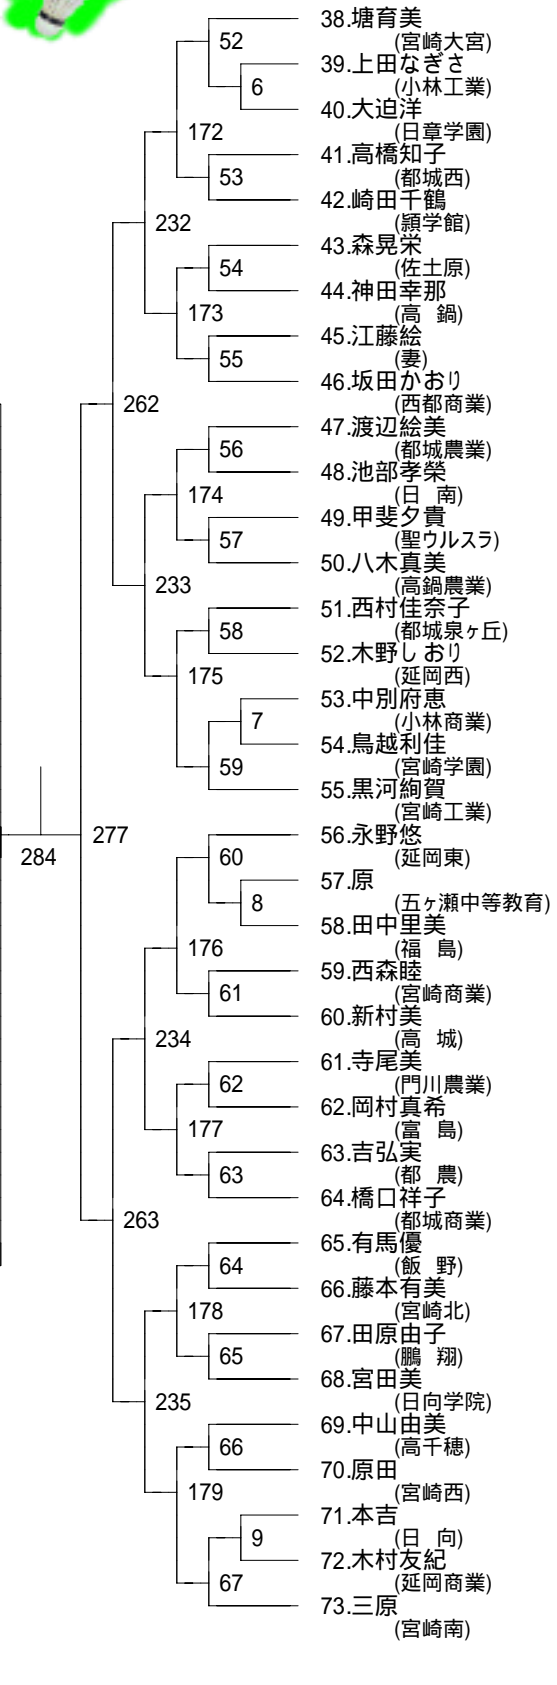 38.塘育美
52
(宮崎大宮)
39.上田なぎさ
6
(小林工業)
40.大迫洋
172
(日章学園)
41.高橋知子
53
(都城西)
42.崎田千鶴
232
(頴学館)
43.森晃栄
54
(佐土原)
44.神田幸那
173
(高 鍋)
45.江藤絵
55
(妻)
46.坂田かおり
262
(西都商業)
47.渡辺絵美
56
(都城農業)
48.池部孝榮
174
(日 南)
49.甲斐夕貴
57
(聖ウルスラ)
50.八木真美
233
(高鍋農業)
51.西村佳奈子
58
(都城泉ヶ丘)
52.木野しおり
175
(延岡西)
53.中別府恵
7
(小林商業)
54.鳥越利佳
59
(宮崎学園)
55.黒河絢賀
(宮崎工業)
284
277
56.永野悠
60
(延岡東)
57.原
8
(五ヶ瀬中等教育)
58.田中里美
176
(福 島)
59.西森睦
61
(宮崎商業)
60.新村美
234
(高 城)
61.寺尾美
62
(門川農業)
62.岡村真希
177
(富 島)
63.吉弘実
63
(都 農)
64.橋口祥子
263
(都城商業)
65.有馬優
64
(飯 野)
66.藤本有美
178
(宮崎北)
67.田原由子
65
(鵬 翔)
68.宮田美
235
(日向学院)
69.中山由美
66
(高千穂)
70.原田
179
(宮崎西)
71.本吉
9
(日 向)
72.木村友紀
67
(延岡商業)
73.三原
(宮崎南)